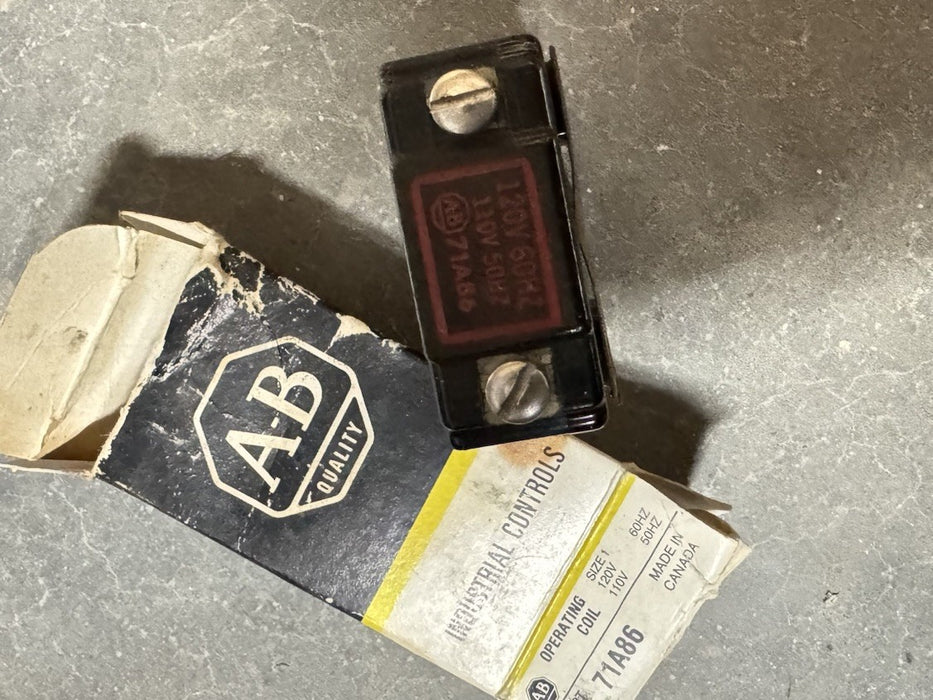 120V 60HZ
110V 50HZ
AB 71A86
A-B
QUALITY
INDUSTRIAL CONTROLS
OPERATING
COIL
SIZE 1
120V 60HZ
110V 50HZ
AB
71A86
MADE IN
CANADA